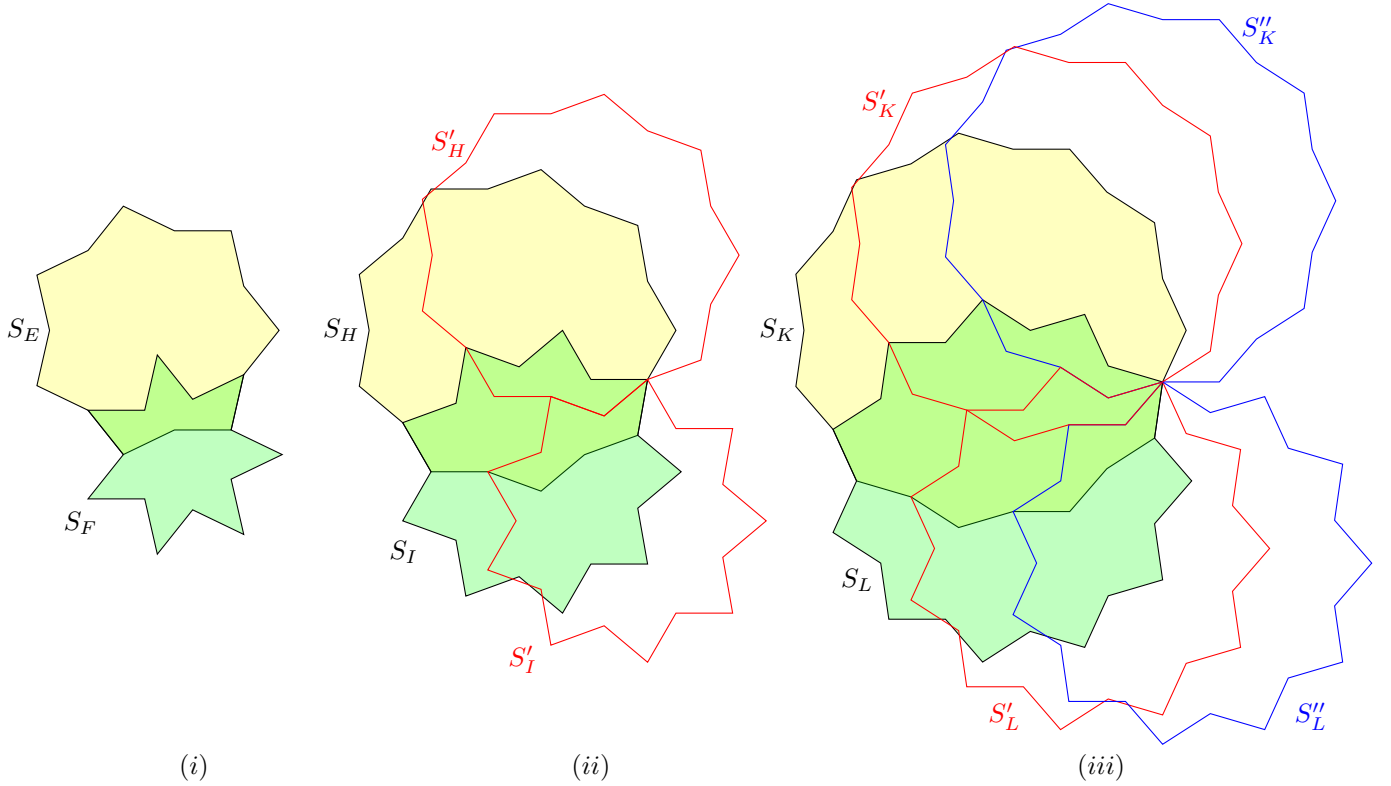 S''_K
S'_K
S'_H
S_E
S_H
S_K
S_F
S_I
S_L
S'_I
S'_L
S''_L
(i)
(ii)
(iii)